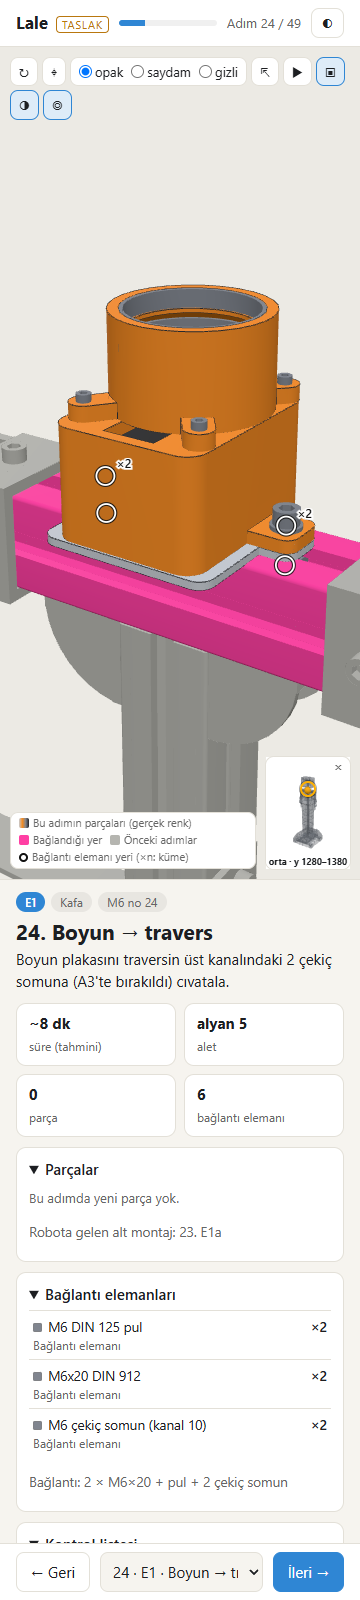 Lale TASLAK Adım 24 / 49
opak saydam gizli
×2
×2
Bu adımın parçaları (gerçek renk)
Bağlandığı yer Önceki adımlar
Bağlantı elemanı yeri (×n: küme)
orta · y 1280–1380
E1 Kafa M6 no 24
24. Boyun → travers
Boyun plakasını traversin üst kanalındaki 2 çekiç
somuna (A3'te bırakıldı) cıvatala.
~8 dk
süre (tahmini)
alyan 5
alet
0
parça
6
bağlantı elemanı
▼ Parçalar
Bu adımda yeni parça yok.
Robota gelen alt montaj: 23. E1a
▼ Bağlantı elemanları
M6 DIN 125 pul ×2
Bağlantı elemanı
M6x20 DIN 912 ×2
Bağlantı elemanı
M6 çekiç somun (kanal 10) ×2
Bağlantı elemanı
Bağlantı: 2 × M6×20 + pul + 2 çekiç somun
▼ Kontrol listesi
← Geri
24 · E1 · Boyun → tr
İleri →